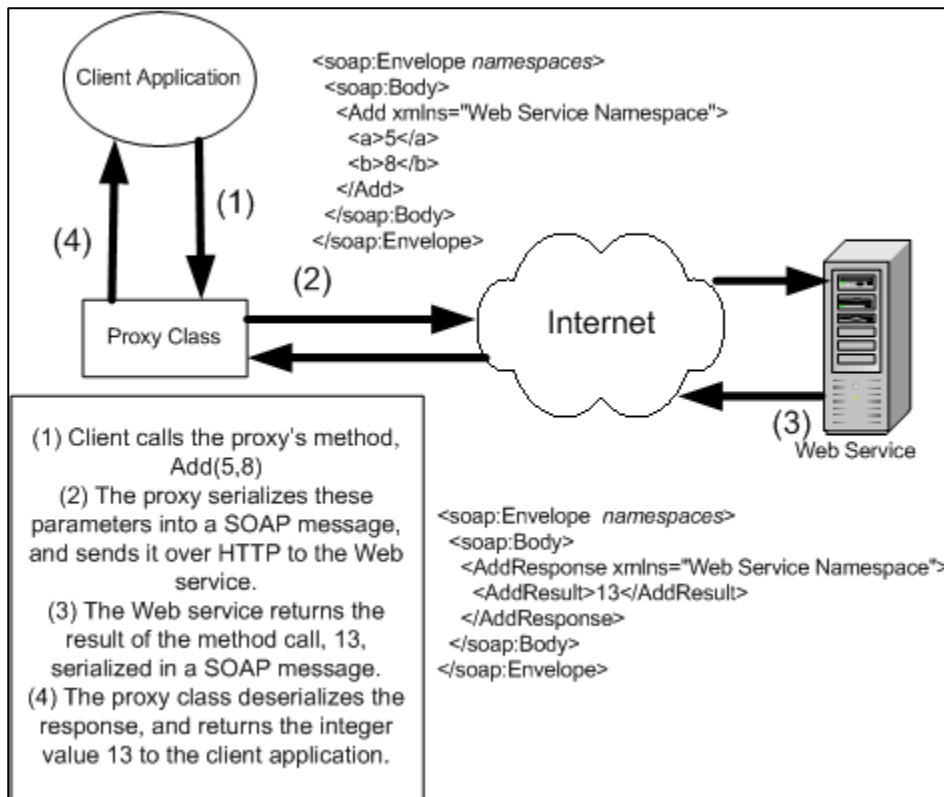 Client Application
<soap:Envelope namespaces>
<soap:Body>
<Add xmlns="Web Service Namespace">
<a>5</a>
<b>8</b>
</Add>
</soap:Body>
</soap:Envelope>
(1)
(4)
(2)
Proxy Class
Internet
(3)
Web Service
(1) Client calls the proxy's method,
Add(5,8)
(2) The proxy serializes these
parameters into a SOAP message,
and sends it over HTTP to the Web
service.
(3) The Web service returns the
result of the method call, 13,
serialized in a SOAP message.
(4) The proxy class deserializes the
response, and returns the integer
value 13 to the client application.
<soap:Envelope namespaces>
<soap:Body>
<AddResponse xmlns="Web Service Namespace">
<AddResult>13</AddResult>
</AddResponse>
</soap:Body>
</soap:Envelope>